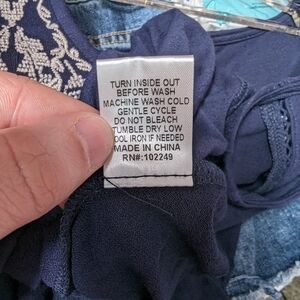 TURN INSIDE OUT
BEFORE WASH
MACHINE WASH COLD
GENTLE CYCLE
DO NOT BLEACH
TUMBLE DRY LOW
OOL IRON IF NEEDED
MADE IN CHINA
RN#:102249